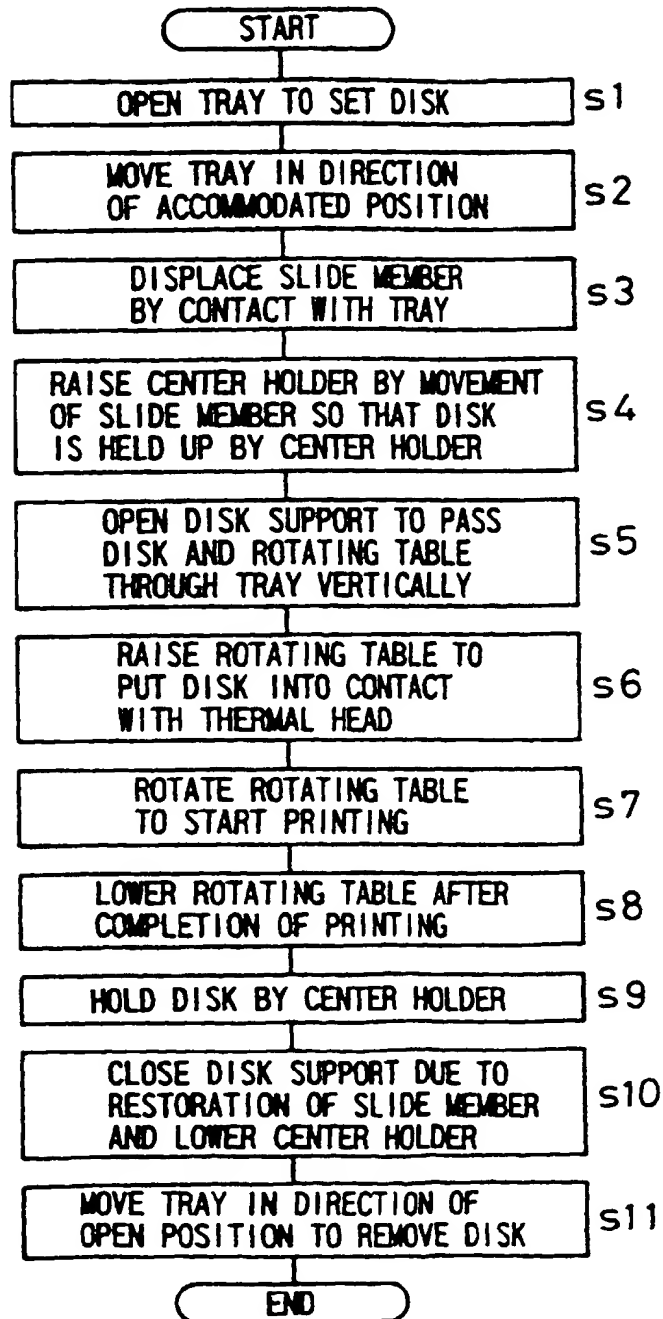 START
OPEN TRAY TO SET DISK s1
MOVE TRAY IN DIRECTION
OF ACCOMMODATED POSITION s2
DISPLACE SLIDE MEMBER
BY CONTACT WITH TRAY s3
RAISE CENTER HOLDER BY MOVEMENT
OF SLIDE MEMBER SO THAT DISK s4
IS HELD UP BY CENTER HOLDER
OPEN DISK SUPPORT TO PASS
DISK AND ROTATING TABLE s5
THROUGH TRAY VERTICALLY
RAISE ROTATING TABLE TO
PUT DISK INTO CONTACT s6
WITH THERMAL HEAD
ROTATE ROTATING TABLE
TO START PRINTING s7
LOWER ROTATING TABLE AFTER
COMPLETION OF PRINTING s8
HOLD DISK BY CENTER HOLDER s9
CLOSE DISK SUPPORT DUE TO
RESTORATION OF SLIDE MEMBER s10
AND LOWER CENTER HOLDER
MOVE TRAY IN DIRECTION OF
OPEN POSITION TO REMOVE DISK s11
END